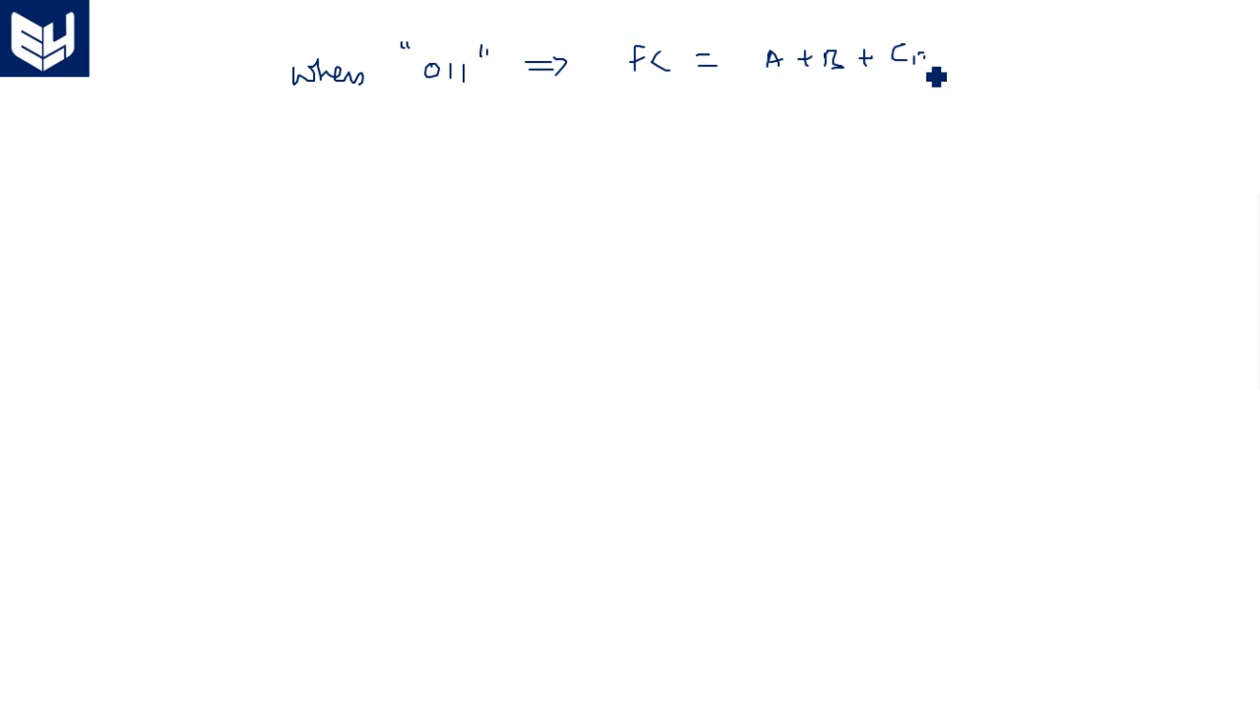 when "011" => FC = A + B + Cin